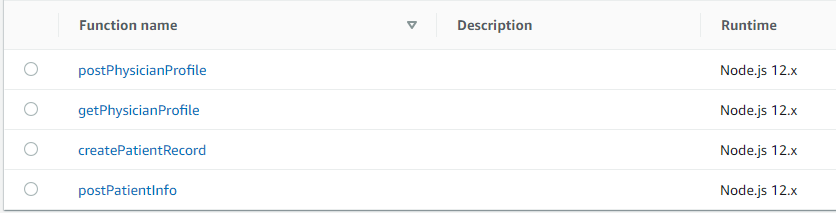 Function name Description Runtime
postPhysicianProfile Node.js 12.x
getPhysicianProfile Node.js 12.x
createPatientRecord Node.js 12.x
postPatientInfo Node.js 12.x